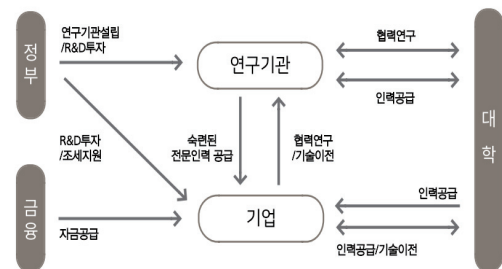 정부
연구기관설립
/R&D투자
연구기관
협력연구
인력공급
대학
R&D투자
/조세지원
숙련된
전문인력 공급
협력연구
/기술이전
금융
자금공급
기업
인력공급
인력공급/기술이전